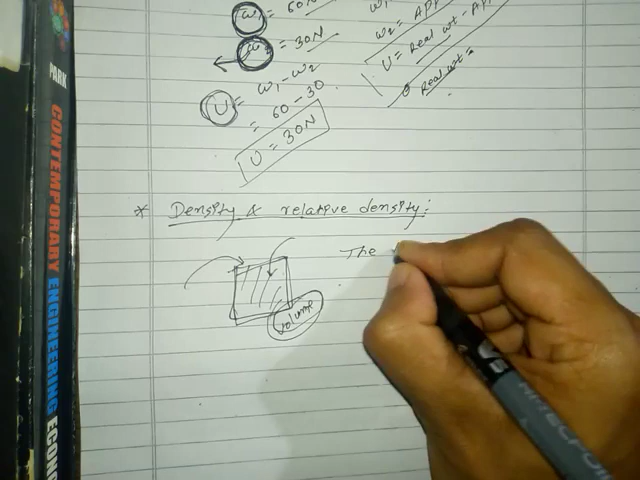 W₁ = 60N
W₂ = 30N
W₂ = APP
U = Real wt - APP
Real wt =
U = W₁ - W₂
= 60 - 30
U = 30N
* Density & relative density:
volume
The
PARK
CONTEMPORARY ENGINEERING ECONO
HITECPOI